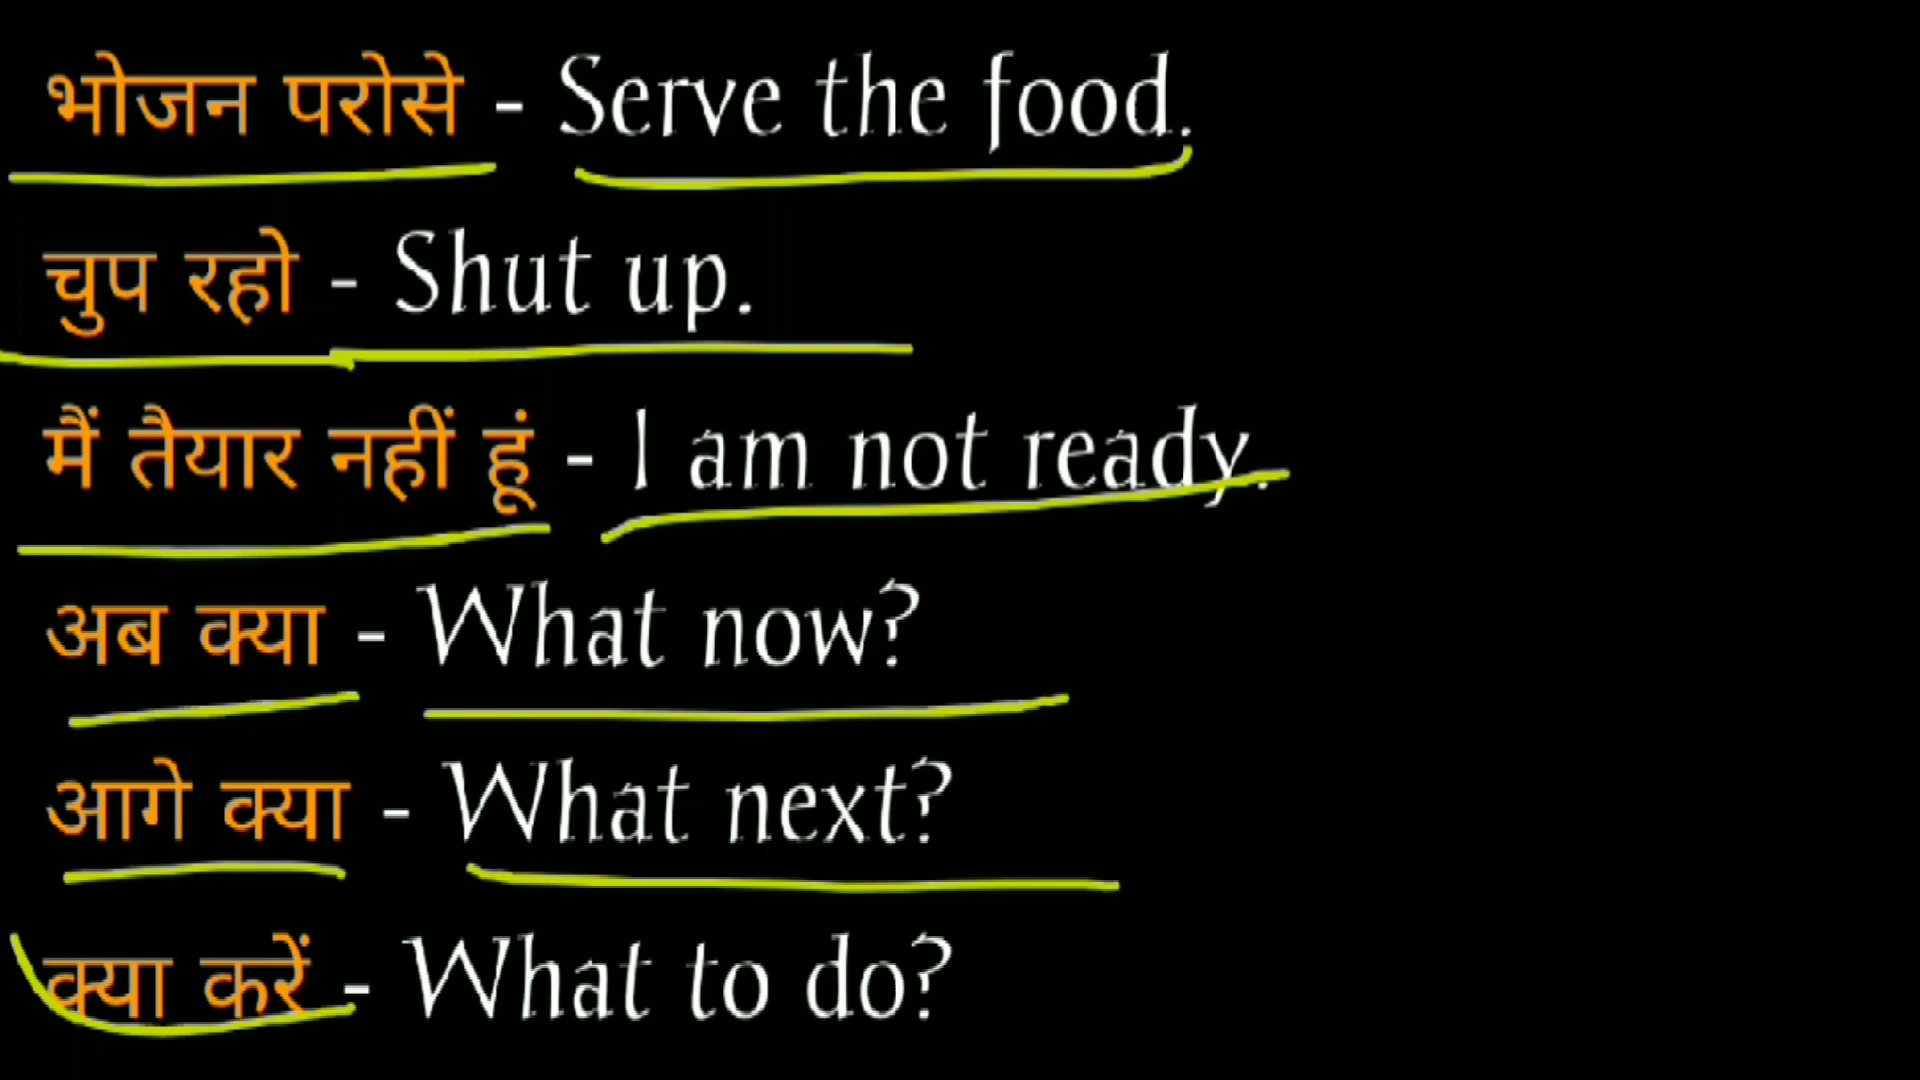 भोजन परोसे - Serve the food.
चुप रहो - Shut up.
मैं तैयार नहीं हूं - I am not ready.
अब क्या - What now?
आगे क्या - What next?
क्या करें - What to do?